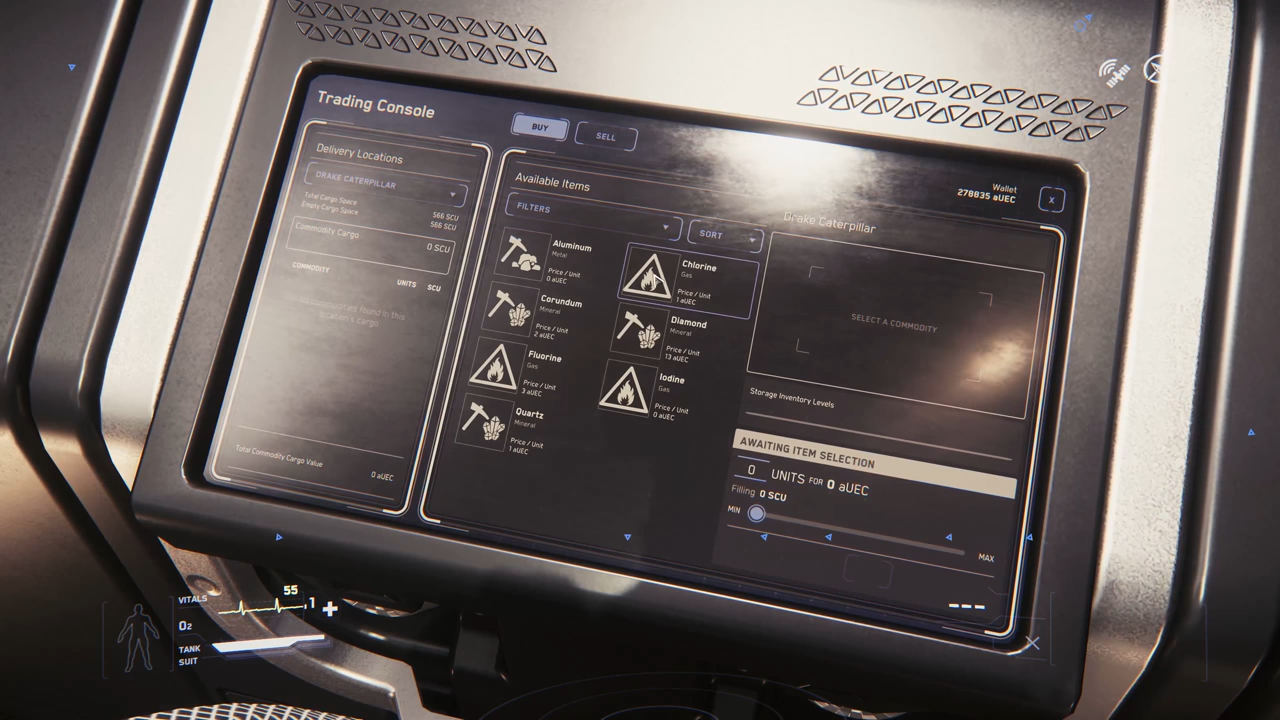 Trading Console
BUY
SELL
Wallet
278835 aUEC
X
Delivery Locations
DRAKE CATERPILLAR
Total Cargo Space
566 SCU
Empty Cargo Space
566 SCU
Commodity Cargo
0 SCU
COMMODITY
UNITS
SCU
found in this
location's cargo
Total Commodity Cargo Value
0 aUEC
Available Items
FILTERS
SORT
Aluminum
Metal
Price / Unit
0 aUEC
Chlorine
Gas
Price / Unit
1 aUEC
Corundum
Mineral
Price / Unit
2 aUEC
Diamond
Mineral
Price / Unit
13 aUEC
Fluorine
Gas
Price / Unit
3 aUEC
Iodine
Gas
Price / Unit
0 aUEC
Quartz
Mineral
Price / Unit
1 aUEC
Drake Caterpillar
SELECT A COMMODITY
Storage Inventory Levels
AWAITING ITEM SELECTION
0 UNITS FOR 0 aUEC
Filling 0 SCU
MIN
MAX
VITALS
55
O2
TANK
SUIT